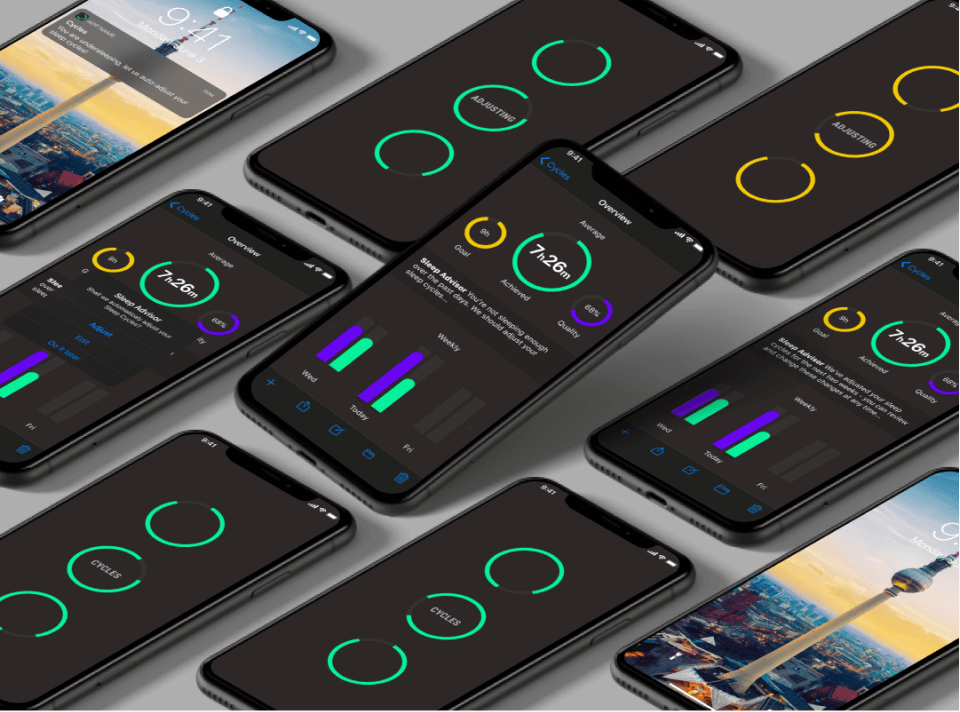 APP NAME
now
Cycles
You are undersleeping, let us auto-adjust your
sleep cycles!
9:41
ADJUSTING
ADJUSTING
9:41
Cycles
Overview
Average
9h
7h26m
68%
Sleep Advisor
Shall we automatically adjust your
Sleep Cycles?
Adjust
Edit
Do it later
Fri
9:41
Cycles
Overview
Average
9h
Goal
7h26m
Achieved
68%
Quality
Sleep Advisor You're not sleeping enough
over the past days. We should adjust your
sleep cycles...
Weekly
Wed
Today
Fri
9:41
Cycles
9h
Goal
7h26m
Achieved
68%
Quality
Sleep Advisor We've adjusted your sleep
cycles for the next two weeks - you can review
and change these changes at any time...
Weekly
Wed
Today
Fri
9:41
CYCLES
9:41
CYCLES